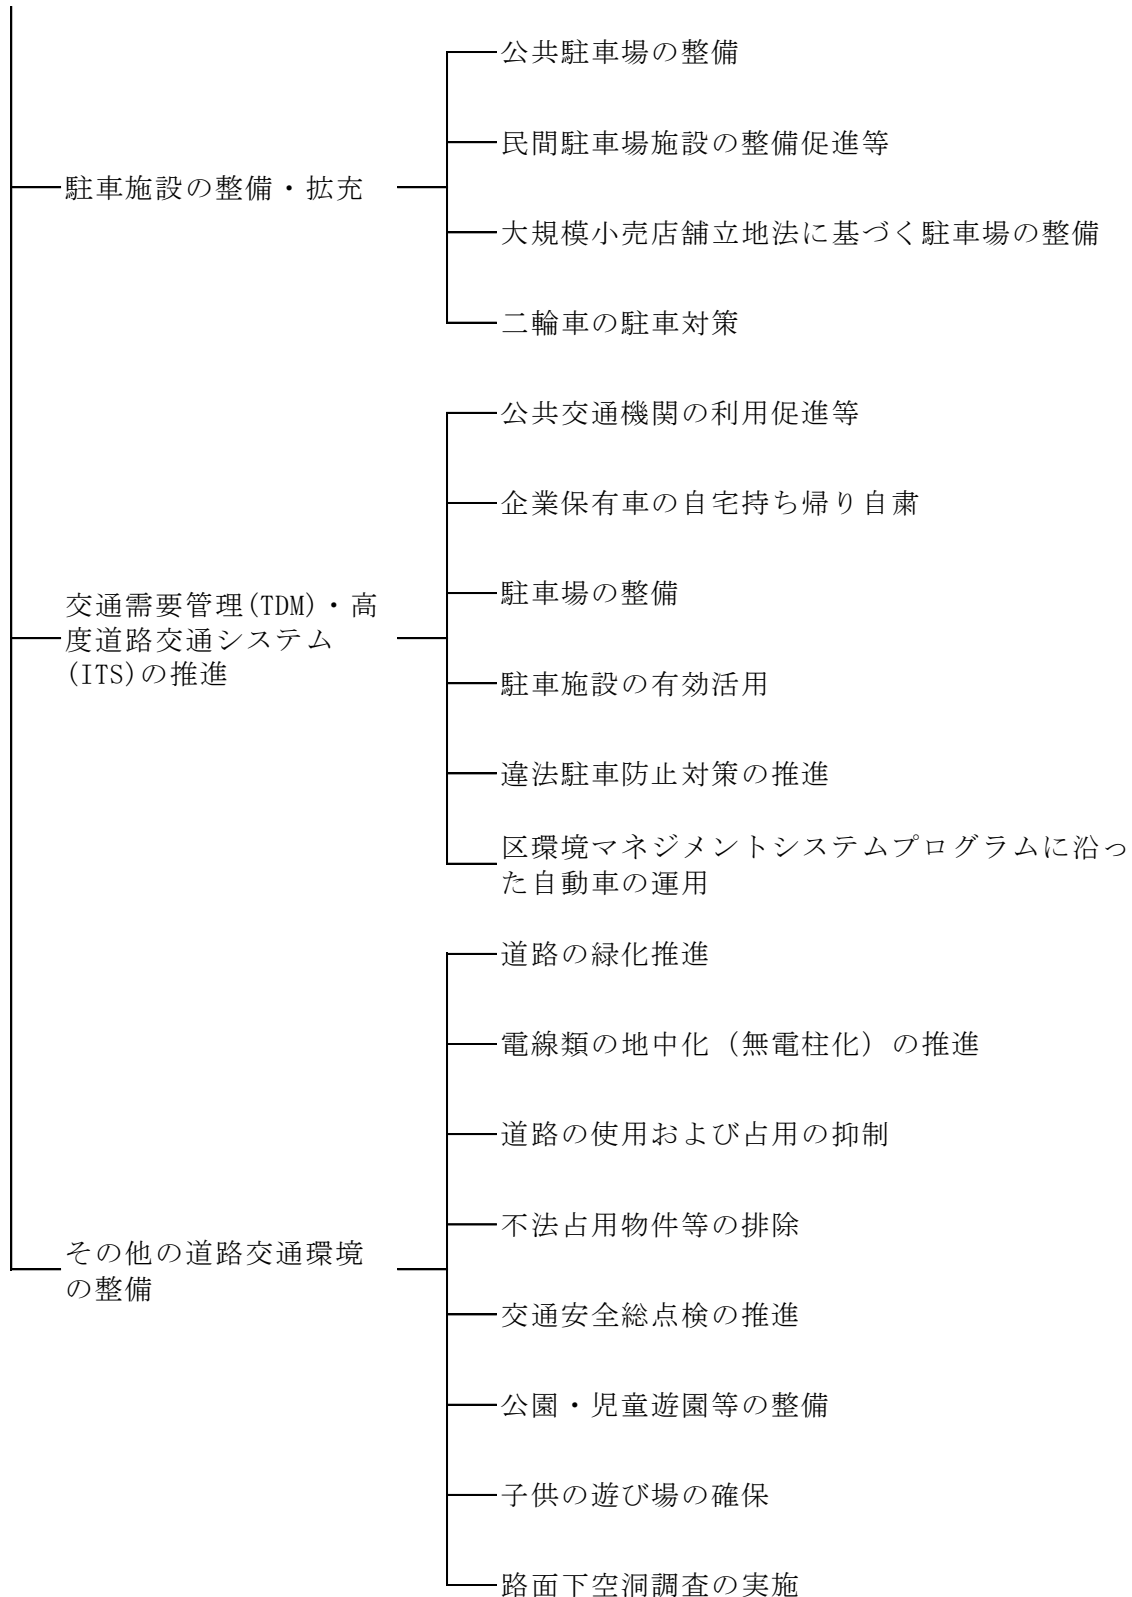 駐車施設の整備・拡充
公共駐車場の整備
民間駐車場施設の整備促進等
大規模小売店舗立地法に基づく駐車場の整備
二輪車の駐車対策
交通需要管理(TDM)・高
度道路交通システム
(ITS)の推進
公共交通機関の利用促進等
企業保有車の自宅持ち帰り自粛
駐車場の整備
駐車施設の有効活用
違法駐車防止対策の推進
区環境マネジメントシステムプログラムに沿っ
た自動車の運用
その他の道路交通環境
の整備
道路の緑化推進
電線類の地中化（無電柱化）の推進
道路の使用および占用の抑制
不法占用物件等の排除
交通安全総点検の推進
公園・児童遊園等の整備
子供の遊び場の確保
路面下空洞調査の実施